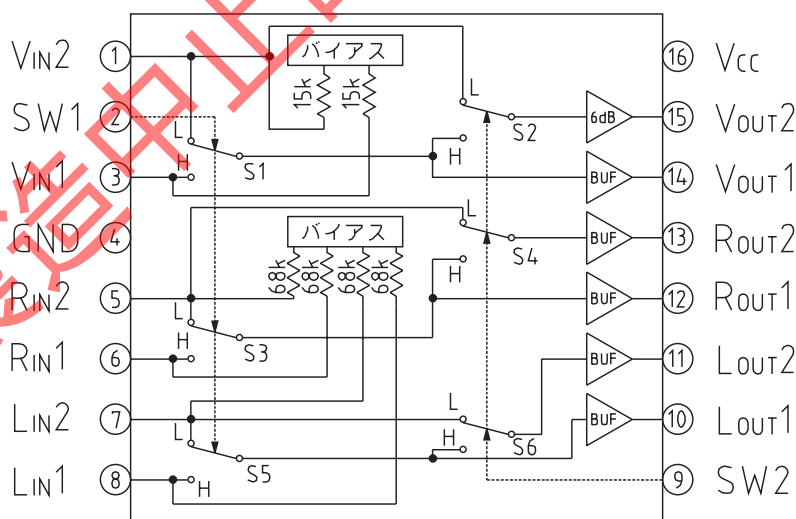 バイアス
VIN2 1 16 VCC
15k 15k
L
SW1 2 6dB 15 VOUT2
L S2
H H
VIN1 3 S1 BUF 14 VOUT1
L
バイアス
GND 4 BUF 13 ROUT2
S4
68k 68k 68k 68k H
RIN2 5 BUF 12 ROUT1
L
H S3
RIN1 6 BUF 11 LOUT2
L
LIN2 7 BUF 10 LOUT1
L H S6
S5
LIN1 8 H 9 SW2
造中止